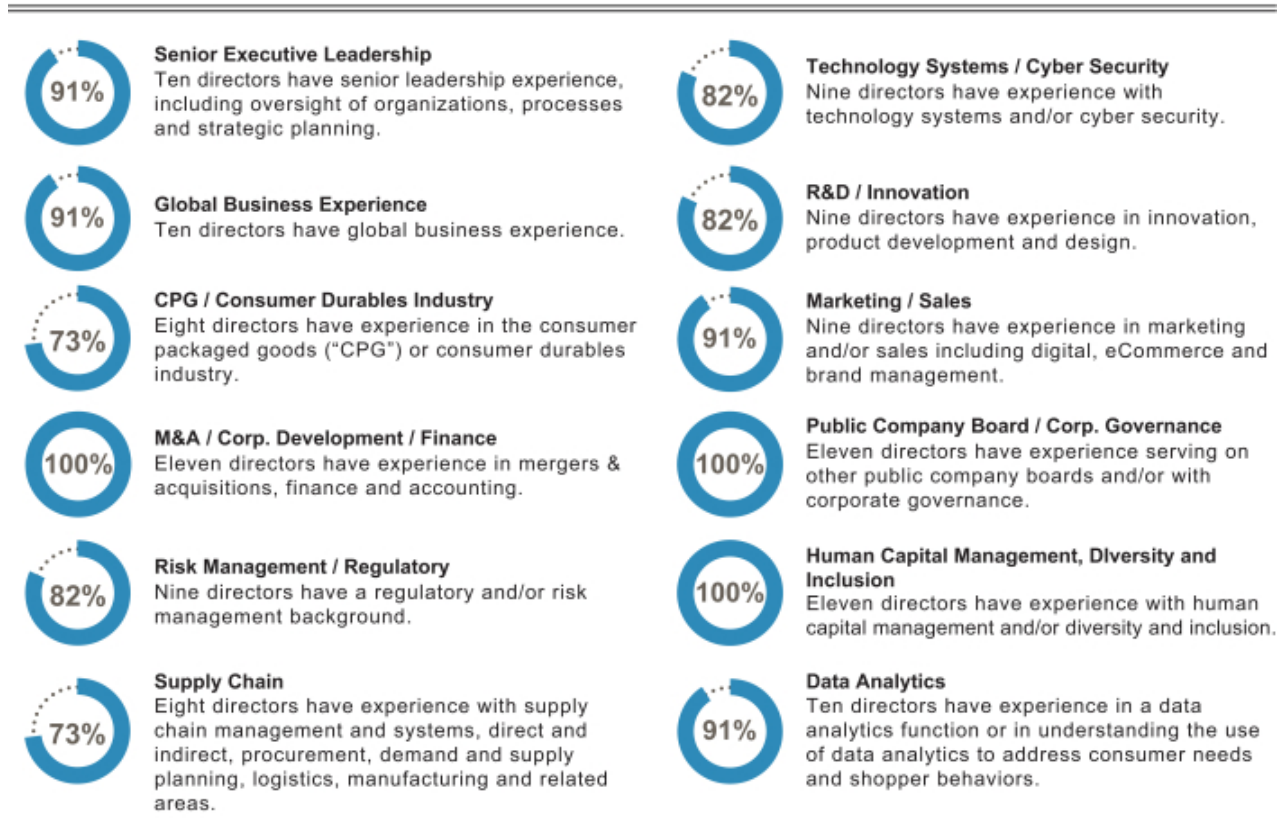 91%
Senior Executive Leadership
Ten directors have senior leadership experience,
including oversight of organizations, processes
and strategic planning.
91%
Global Business Experience
Ten directors have global business experience.
73%
CPG / Consumer Durables Industry
Eight directors have experience in the consumer
packaged goods (“CPG”) or consumer durables
industry.
100%
M&A / Corp. Development / Finance
Eleven directors have experience in mergers &
acquisitions, finance and accounting.
82%
Risk Management / Regulatory
Nine directors have a regulatory and/or risk
management background.
73%
Supply Chain
Eight directors have experience with supply
chain management and systems, direct and
indirect, procurement, demand and supply
planning, logistics, manufacturing and related
areas.
82%
Technology Systems / Cyber Security
Nine directors have experience with
technology systems and/or cyber security.
82%
R&D / Innovation
Nine directors have experience in innovation,
product development and design.
91%
Marketing / Sales
Nine directors have experience in marketing
and/or sales including digital, eCommerce and
brand management.
100%
Public Company Board / Corp. Governance
Eleven directors have experience serving on
other public company boards and/or with
corporate governance.
100%
Human Capital Management, DIversity and
Inclusion
Eleven directors have experience with human
capital management and/or diversity and inclusion.
91%
Data Analytics
Ten directors have experience in a data
analytics function or in understanding the use
of data analytics to address consumer needs
and shopper behaviors.